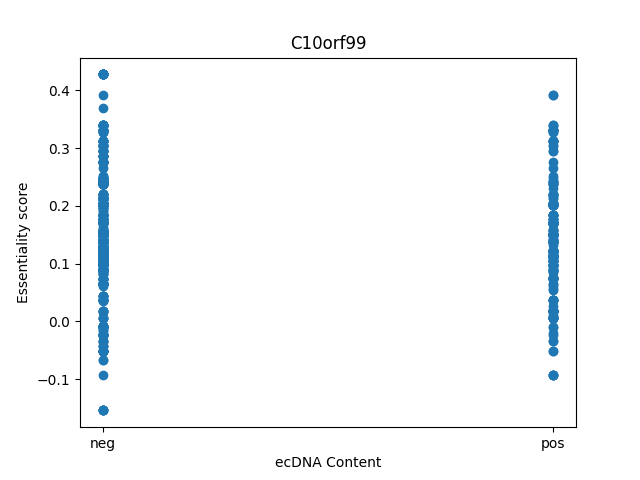 C10orf99
Essentiality score
0.4
0.3
0.2
0.1
0.0
−0.1
neg
pos
ecDNA Content